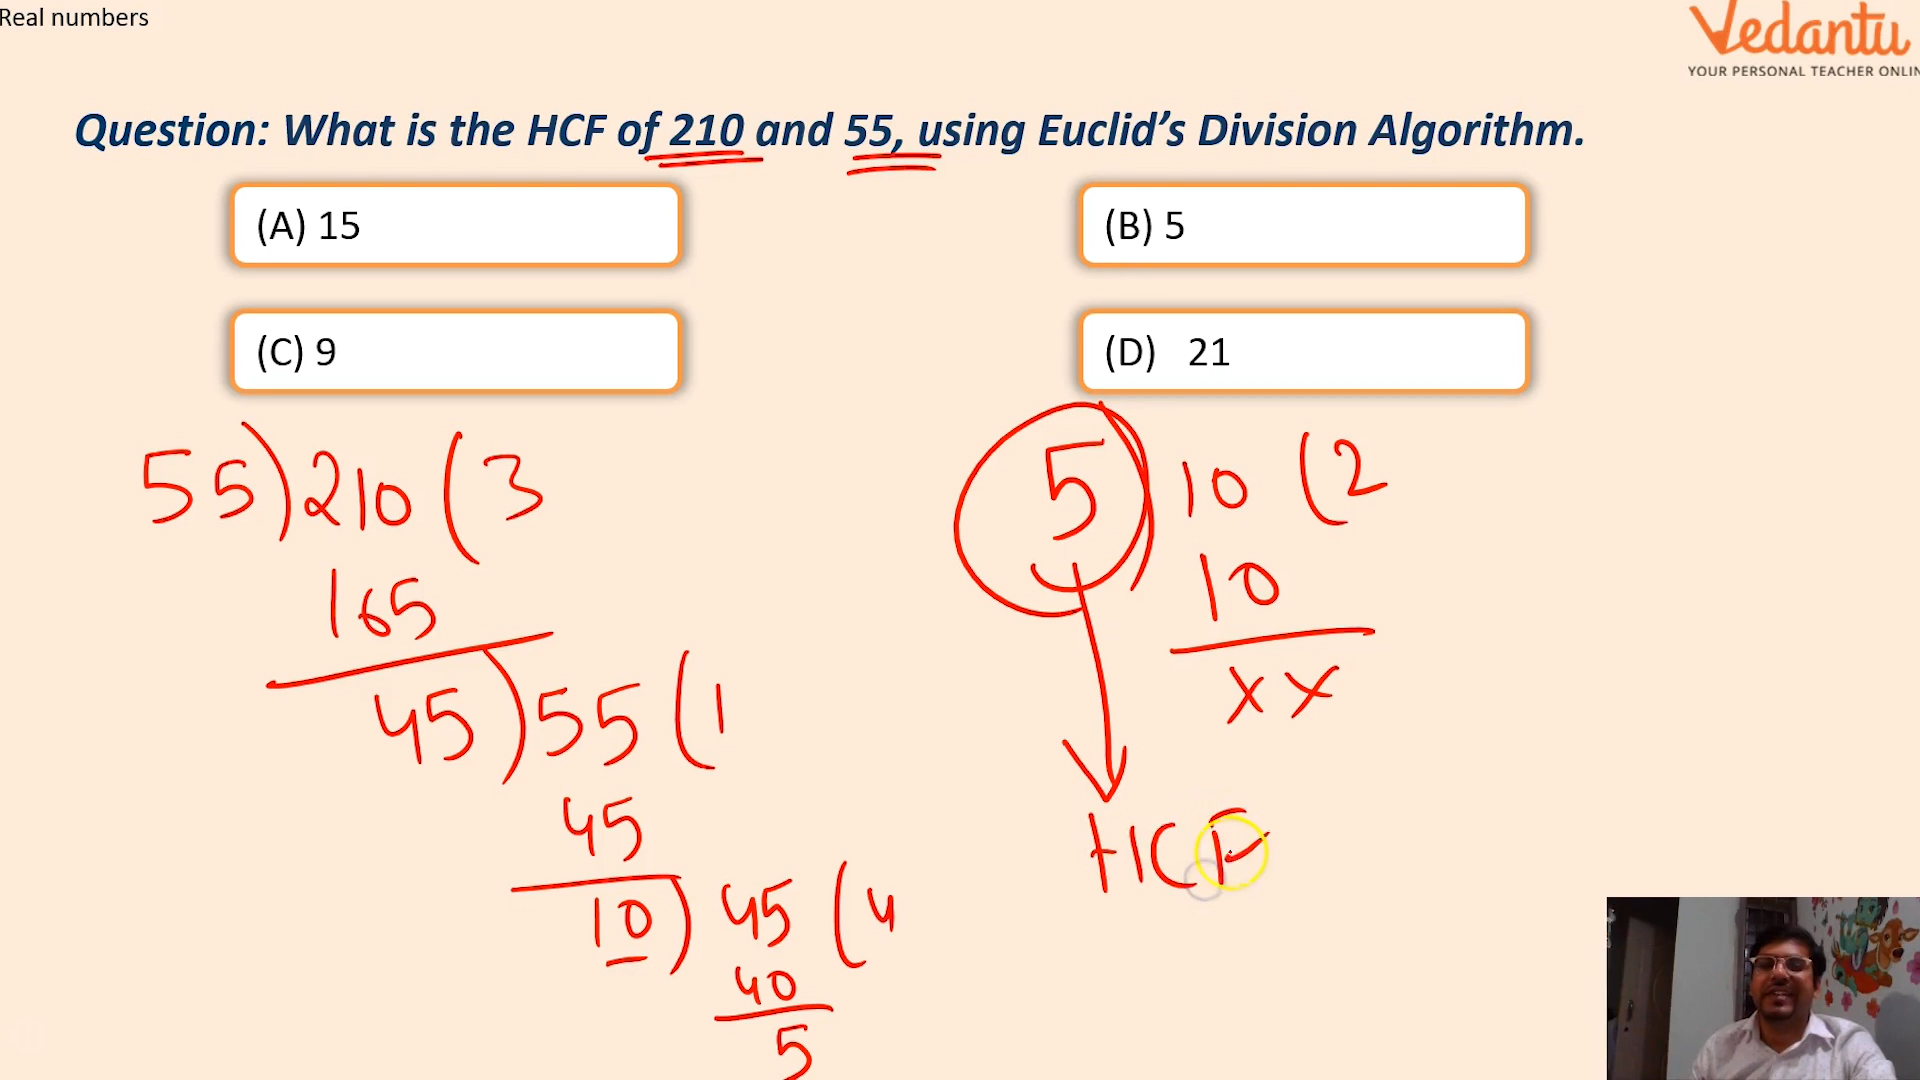 Real numbers
Vedantu
YOUR PERSONAL TEACHER ONLIN
Question: What is the HCF of 210 and 55, using Euclid’s Division Algorithm.
(A) 15
(B) 5
(C) 9
(D) 21
55)210(3
165
45)55(1
45
10)45(4
40
5
5)10(2
10
xx
HCF